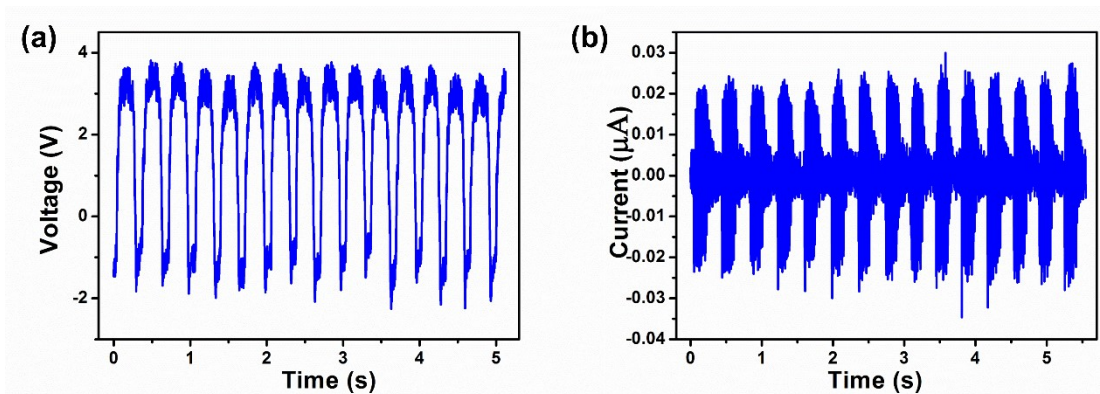 (a)
Voltage (V)
4
2
0
-2
0 1 2 3 4 5
Time (s)
(b)
Current (μA)
0.03
0.02
0.01
0.00
-0.01
-0.02
-0.03
-0.04
0 1 2 3 4 5
Time (s)